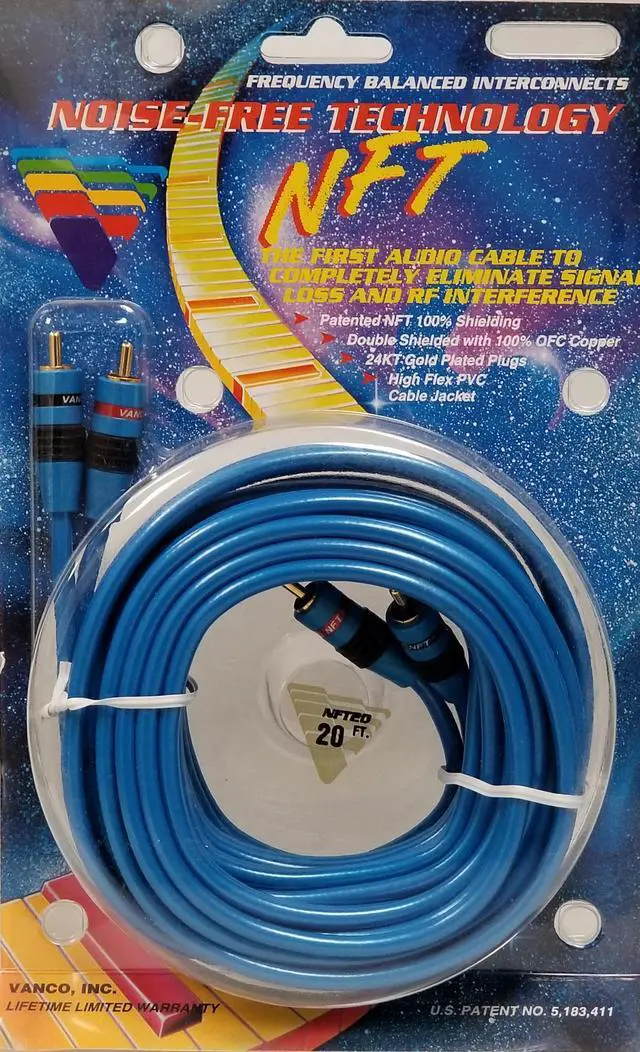 FREQUENCY BALANCED INTERCONNECTS
NOISE-FREE TECHNOLOGY
NFT
THE FIRST AUDIO CABLE TO
COMPLETELY ELIMINATE SIGNAL
LOSS AND RF INTERFERENCE
Patented NFT 100% Shielding
Double Shielded with 100% OFC Copper
24KT Gold Plated Plugs
High Flex PVC
Cable Jacket
VANC
VANC
NFT
NFT
NFT20
20 FT.
VANCO, INC.
LIFETIME LIMITED WARRANTY
U.S. PATENT NO. 5,183,411